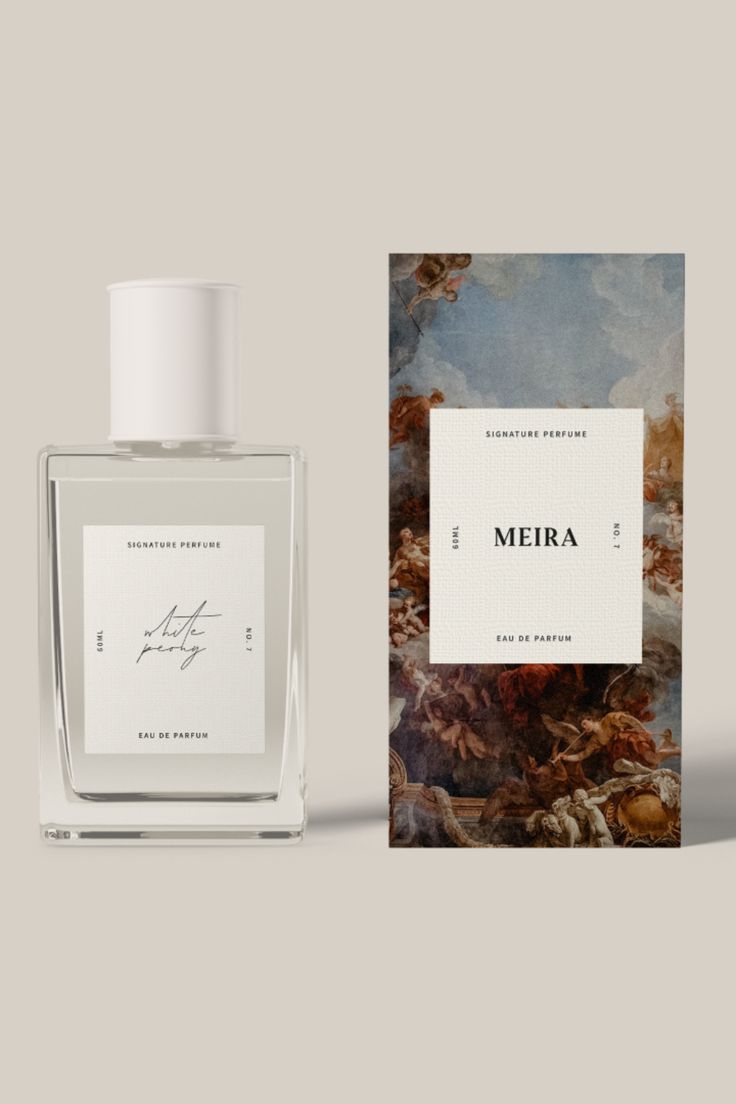 SIGNATURE PERFUME
60ML
white
peony
NO. 7
EAU DE PARFUM
SIGNATURE PERFUME
60ML
MEIRA
NO. 7
EAU DE PARFUM